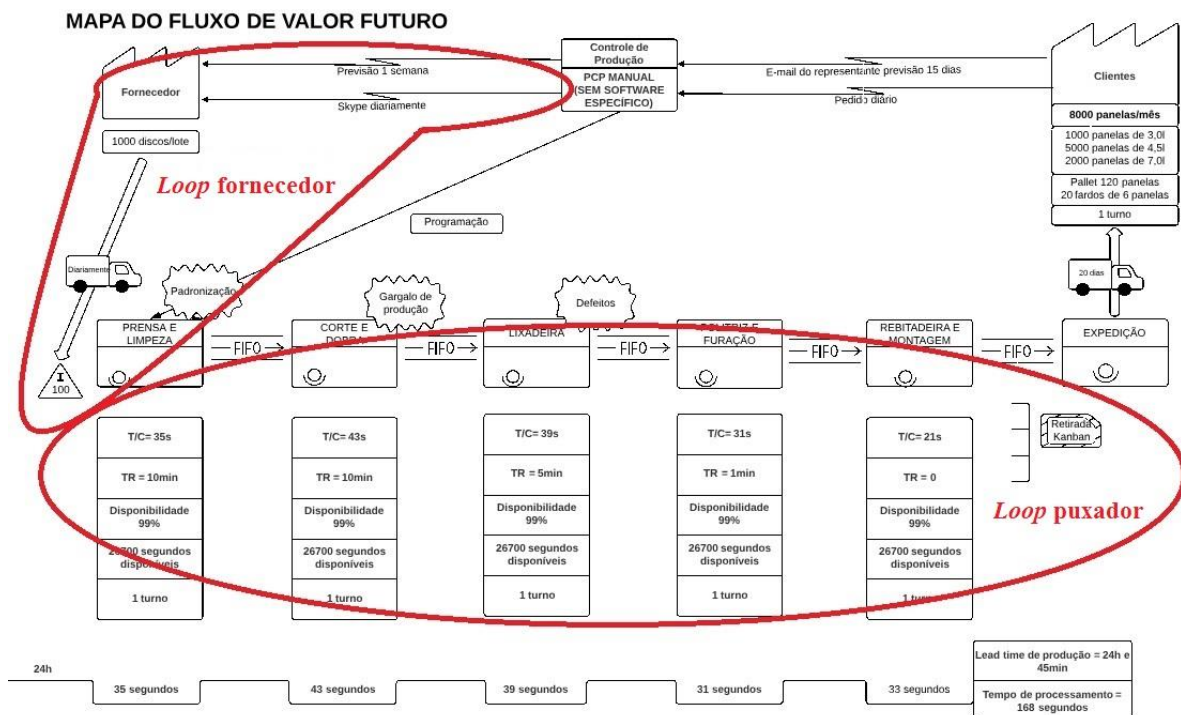 MAPA DO FLUXO DE VALOR FUTURO
Fornecedor
Previsão 1 semana
Skype diariamente
Controle de
Produção
PCP MANUAL
(SEM SOFTWARE
ESPECÍFICO)
E-mail do representante previsão 15 dias
Pedido diário
Clientes
8000 panelas/mês
1000 panelas de 3,0l
5000 panelas de 4,5l
2000 panelas de 7,0l
Pallet 120 panelas
20 fardos de 6 panelas
1 turno
1000 discos/lote
Loop fornecedor
Programação
Diariamente
Padronização
Gargalo de
produção
Defeitos
20 dias
I
100
PRENSA E
LIMPEZA
FIFO
CORTE E
DOBRA
FIFO
LIXADEIRA
FIFO
POLITRIZ E
FURAÇÃO
FIFO
REBITADEIRA E
MONTAGEM
FIFO
EXPEDIÇÃO
Retirada
Kanban
Loop puxador
T/C= 35s
TR = 10min
Disponibilidade
99%
26700 segundos
disponíveis
1 turno
T/C= 43s
TR = 10min
Disponibilidade
99%
26700 segundos
disponíveis
1 turno
T/C= 39s
TR = 5min
Disponibilidade
99%
26700 segundos
disponíveis
1 turno
T/C= 31s
TR = 1min
Disponibilidade
99%
26700 segundos
disponíveis
1 turno
T/C= 21s
TR = 0
Disponibilidade
99%
26700 segundos
disponíveis
1 turno
24h
35 segundos
43 segundos
39 segundos
31 segundos
33 segundos
Lead time de produção = 24h e
45min
Tempo de processamento =
168 segundos